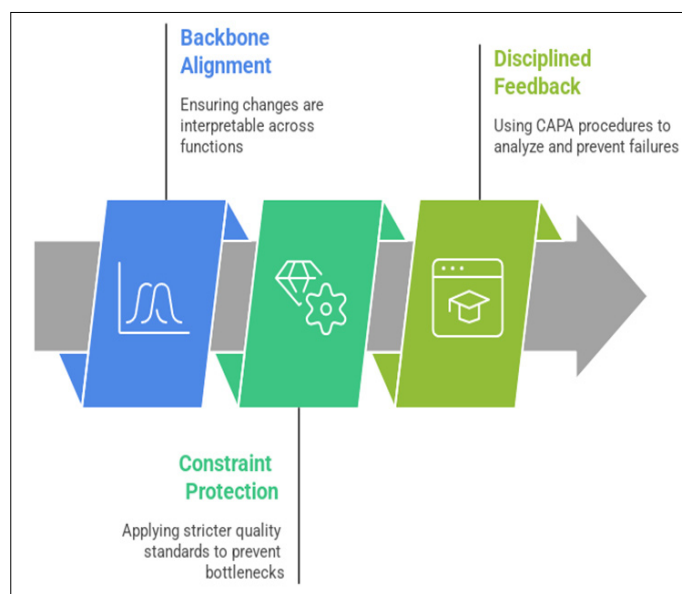 Backbone
Alignment
Ensuring changes are
interpretable across
functions
Disciplined
Feedback
Using CAPA procedures to
analyze and prevent failures
Constraint
Protection
Applying stricter quality
standards to prevent
bottlenecks